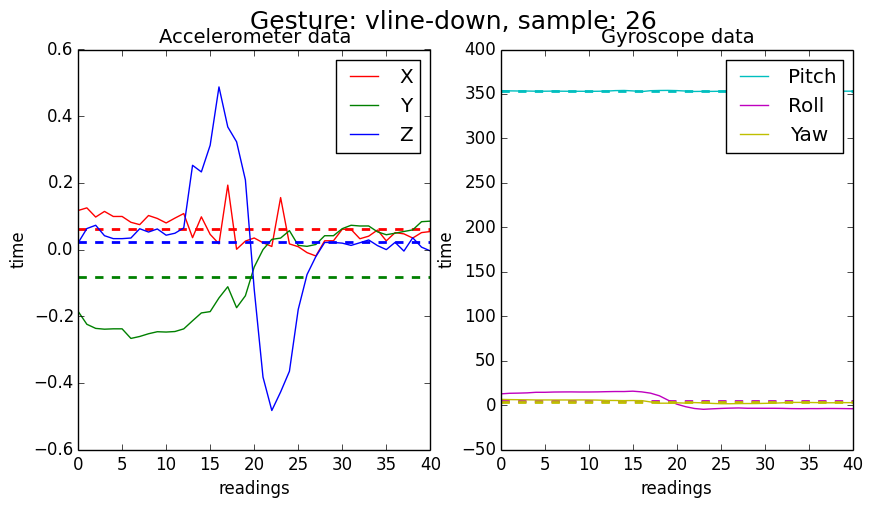 Gesture: vline-down, sample: 26
Accelerometer data
0.6
0.4
0.2
0.0
−0.2
−0.4
−0.6
time
0 5 10 15 20 25 30 35 40
readings
X
Y
Z
Gyroscope data
400
350
300
250
200
150
100
50
0
−50
time
0 5 10 15 20 25 30 35 40
readings
Pitch
Roll
Yaw